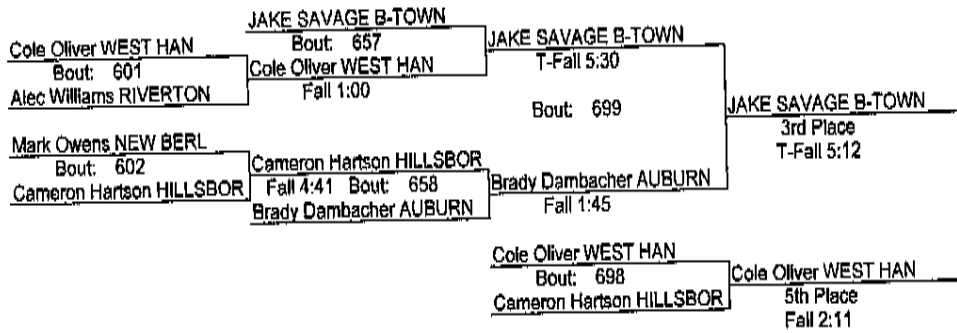 JAKE SAVAGE B-TOWN
Cole Oliver WEST HAN
Bout: 657
JAKE SAVAGE B-TOWN
Bout: 601
Cole Oliver WEST HAN
T-Fall 5:30
Alec Williams RIVERTON
Fall 1:00
Bout: 699
JAKE SAVAGE B-TOWN
3rd Place
T-Fall 5:12
Mark Owens NEW BERL
Bout: 602
Cameron Hartson HILLSBOR
Cameron Hartson HILLSBOR
Fall 4:41 Bout: 658
Brady Dambacher AUBURN
Brady Dambacher AUBURN
Fall 1:45
Cole Oliver WEST HAN
Bout: 698
Cole Oliver WEST HAN
Cameron Hartson HILLSBOR
5th Place
Fall 2:11